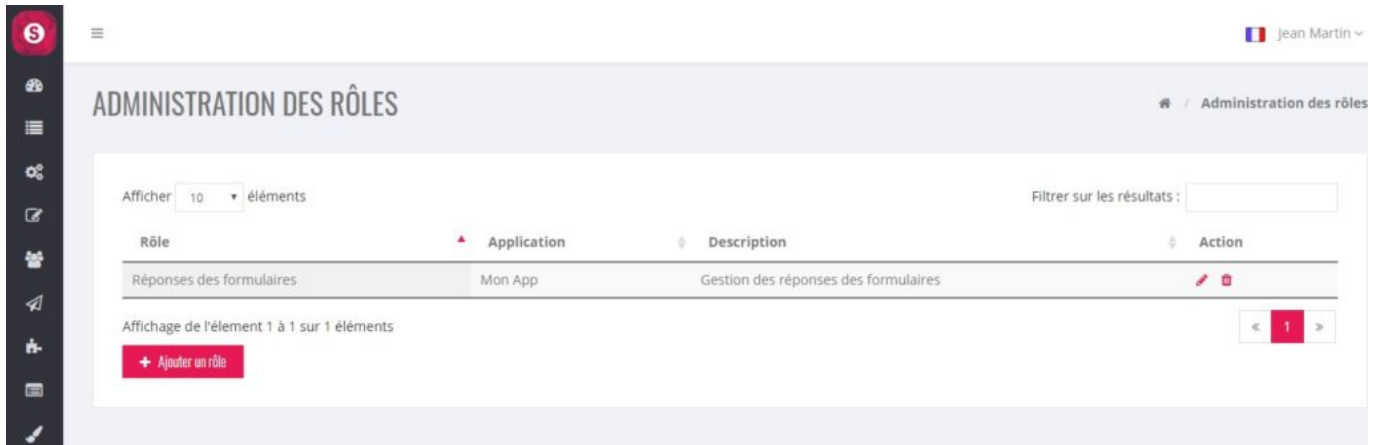 S
Jean Martin
ADMINISTRATION DES RÔLES
/ Administration des rôles
Afficher 10 éléments
Filtrer sur les résultats :
Rôle Application Description Action
Réponses des formulaires Mon App Gestion des réponses des formulaires
Affichage de l'élement 1 à 1 sur 1 éléments
« 1 »
+ Ajouter un rôle